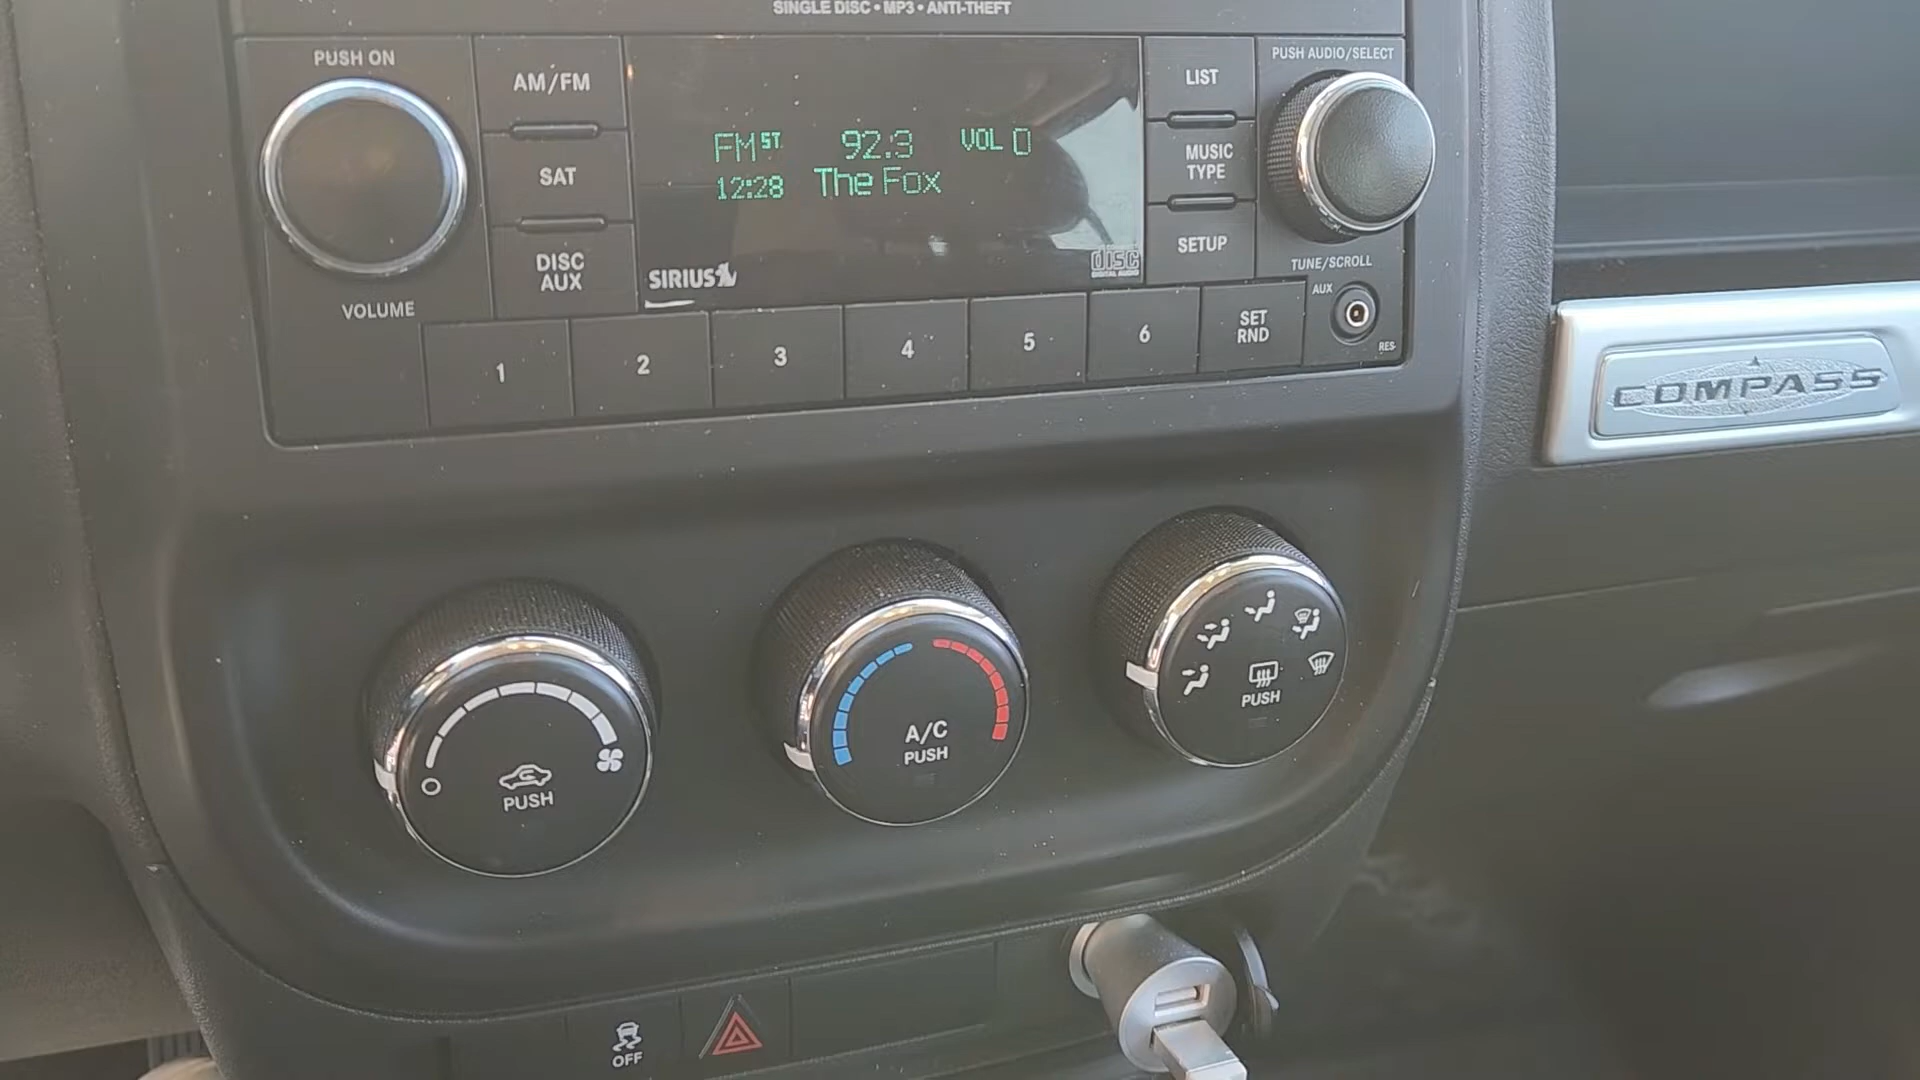 SINGLE DISC • MP3 • ANTI-THEFT
PUSH ON
AM/FM
LIST
PUSH AUDIO/SELECT
FM ST 92.3 VOL 0
12:28 The Fox
SAT
MUSIC
TYPE
DISC
AUX
SIRIUS
disc
DIGITAL AUDIO
SETUP
TUNE/SCROLL
VOLUME
AUX
1
2
3
4
5
6
SET
RND
RES
COMPASS
PUSH
A/C
PUSH
PUSH
OFF